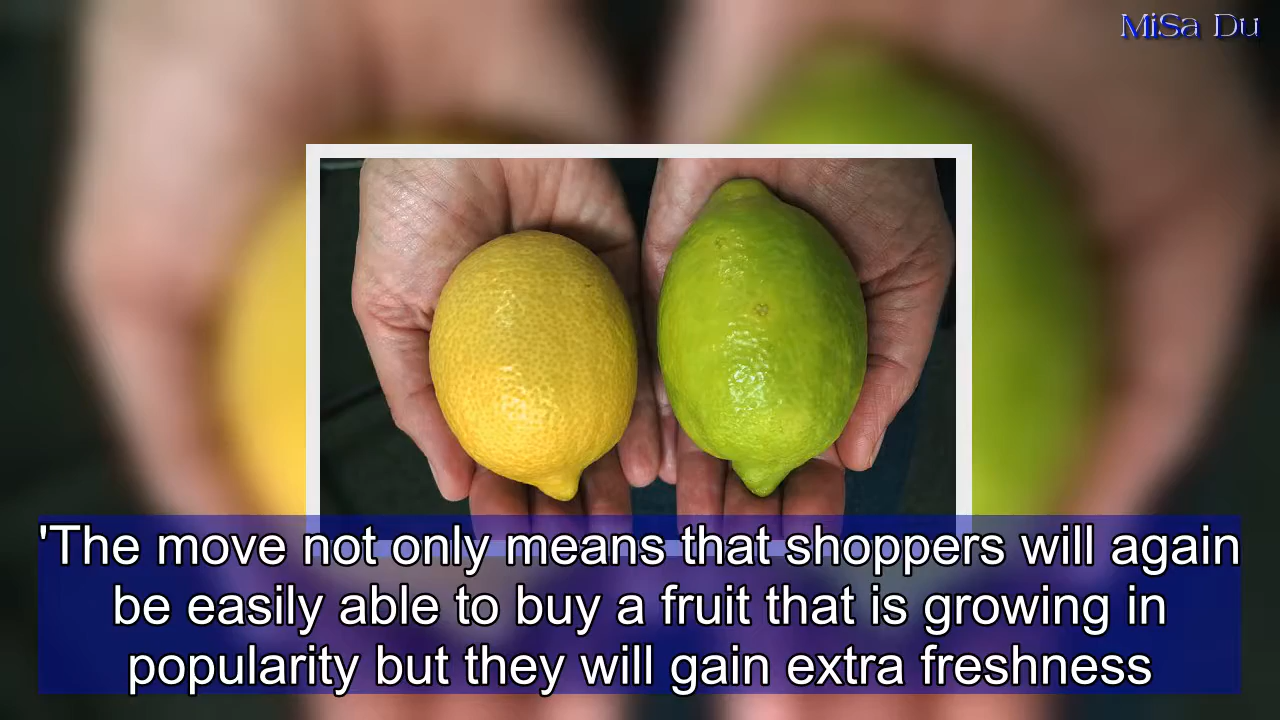 MiSa Du
'The move not only means that shoppers will again
be easily able to buy a fruit that is growing in
popularity but they will gain extra freshness